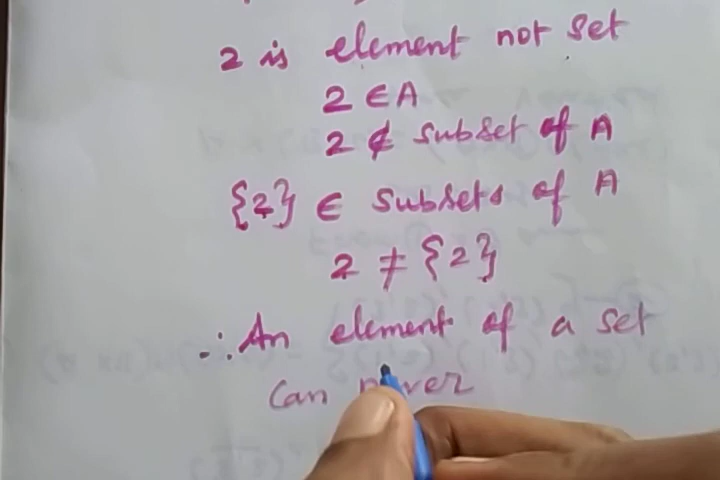 2 is element not set
2 ∈ A
2 ∉ subset of A
{2} ∈ subsets of A
2 ≠ {2}
∴ An element of a set
can never